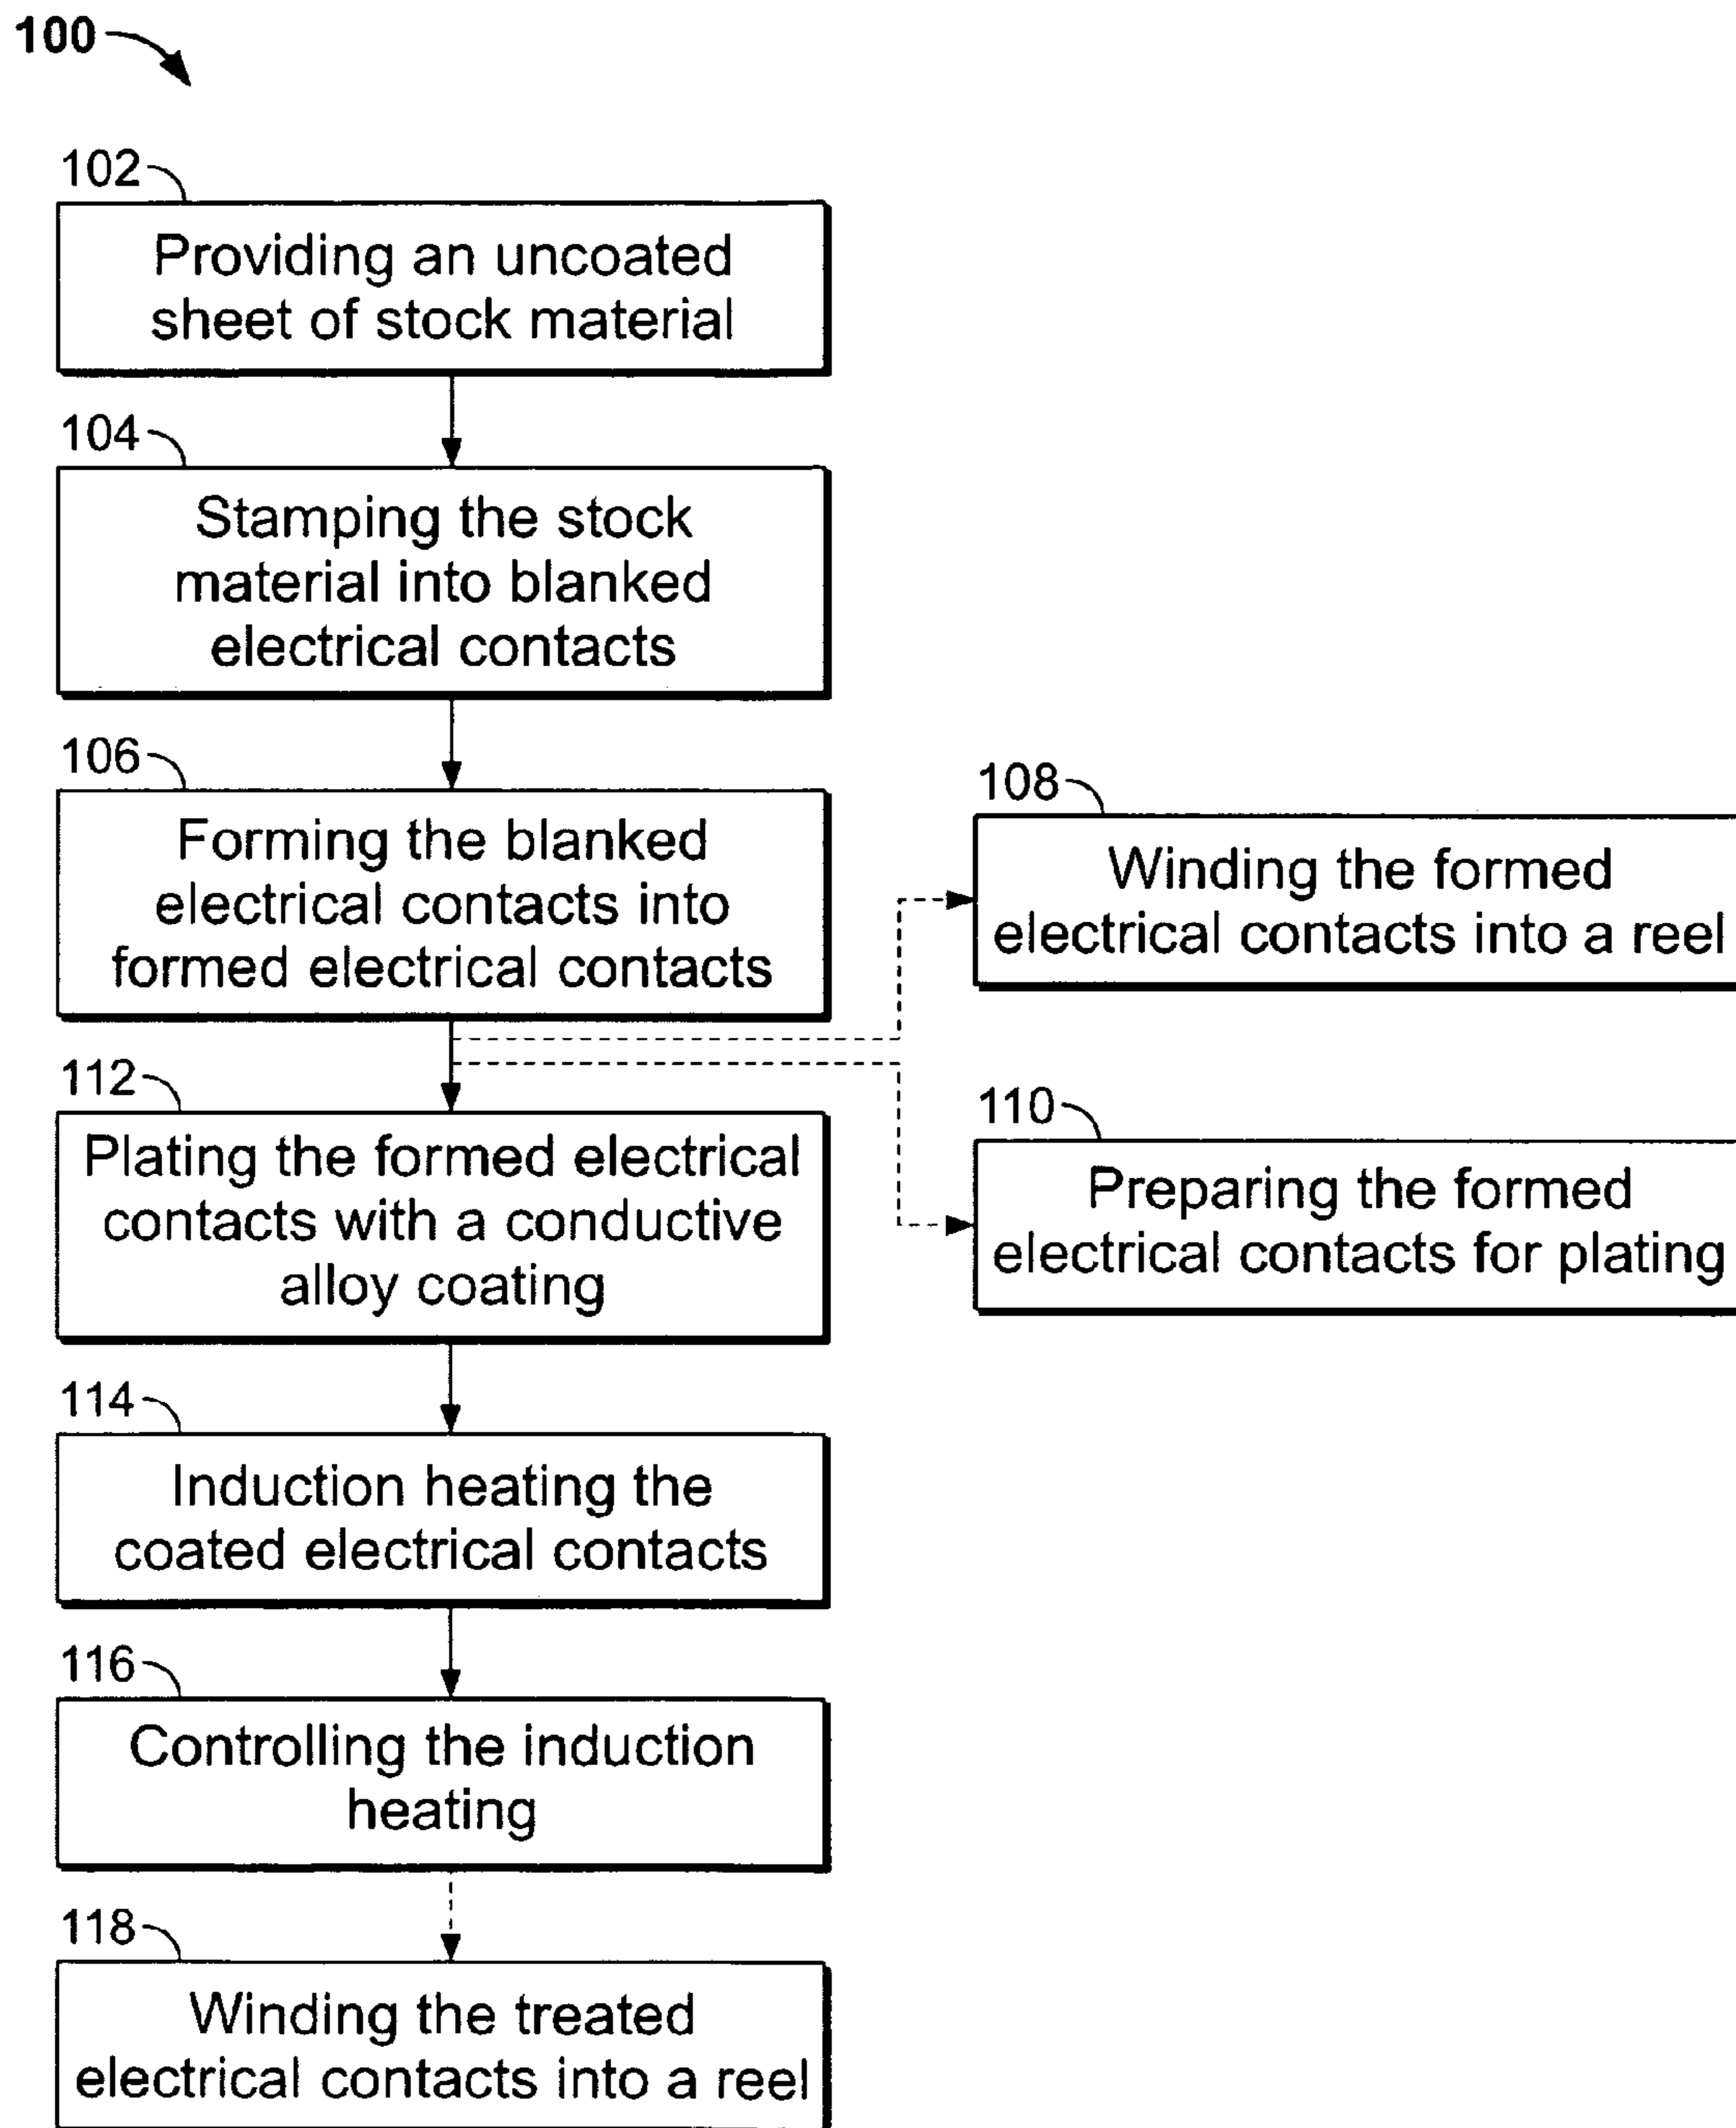 100
102
Providing an uncoated
sheet of stock material
104
Stamping the stock
material into blanked
electrical contacts
106
Forming the blanked
electrical contacts into
formed electrical contacts
108
Winding the formed
electrical contacts into a reel
110
Preparing the formed
electrical contacts for plating
112
Plating the formed electrical
contacts with a conductive
alloy coating
114
Induction heating the
coated electrical contacts
116
Controlling the induction
heating
118
Winding the treated
electrical contacts into a reel